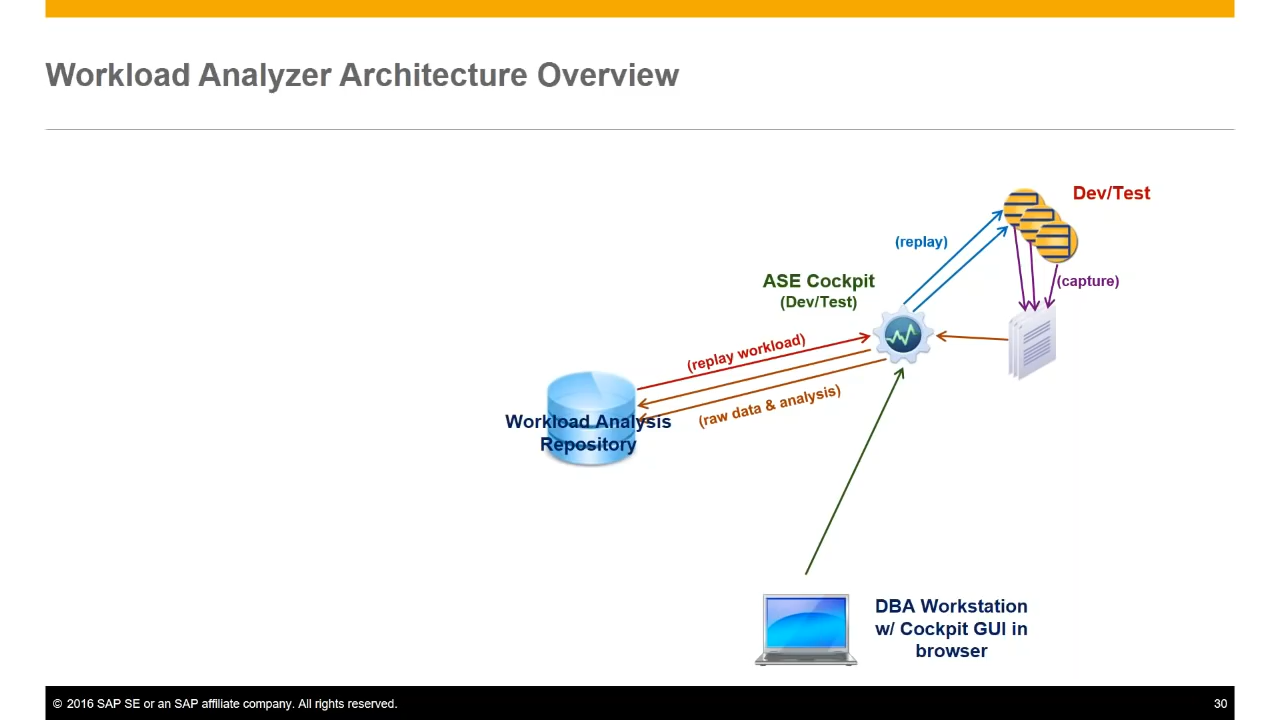 Workload Analyzer Architecture Overview
Dev/Test
(replay)
ASE Cockpit
(Dev/Test)
(capture)
(replay workload)
(raw data & analysis)
Workload Analysis
Repository
DBA Workstation
w/ Cockpit GUI in
browser
© 2016 SAP SE or an SAP affiliate company. All rights reserved.
30